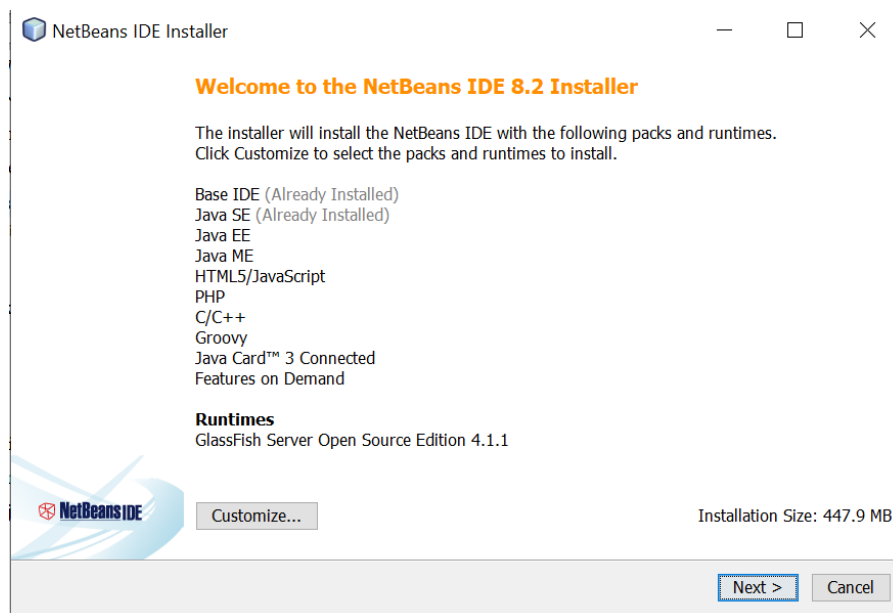 NetBeans IDE Installer
Welcome to the NetBeans IDE 8.2 Installer
The installer will install the NetBeans IDE with the following packs and runtimes.
Click Customize to select the packs and runtimes to install.
Base IDE (Already Installed)
Java SE (Already Installed)
Java EE
Java ME
HTML5/JavaScript
PHP
C/C++
Groovy
Java Card™ 3 Connected
Features on Demand
Runtimes
GlassFish Server Open Source Edition 4.1.1
NetBeans IDE
Customize...
Installation Size: 447.9 MB
Next >
Cancel